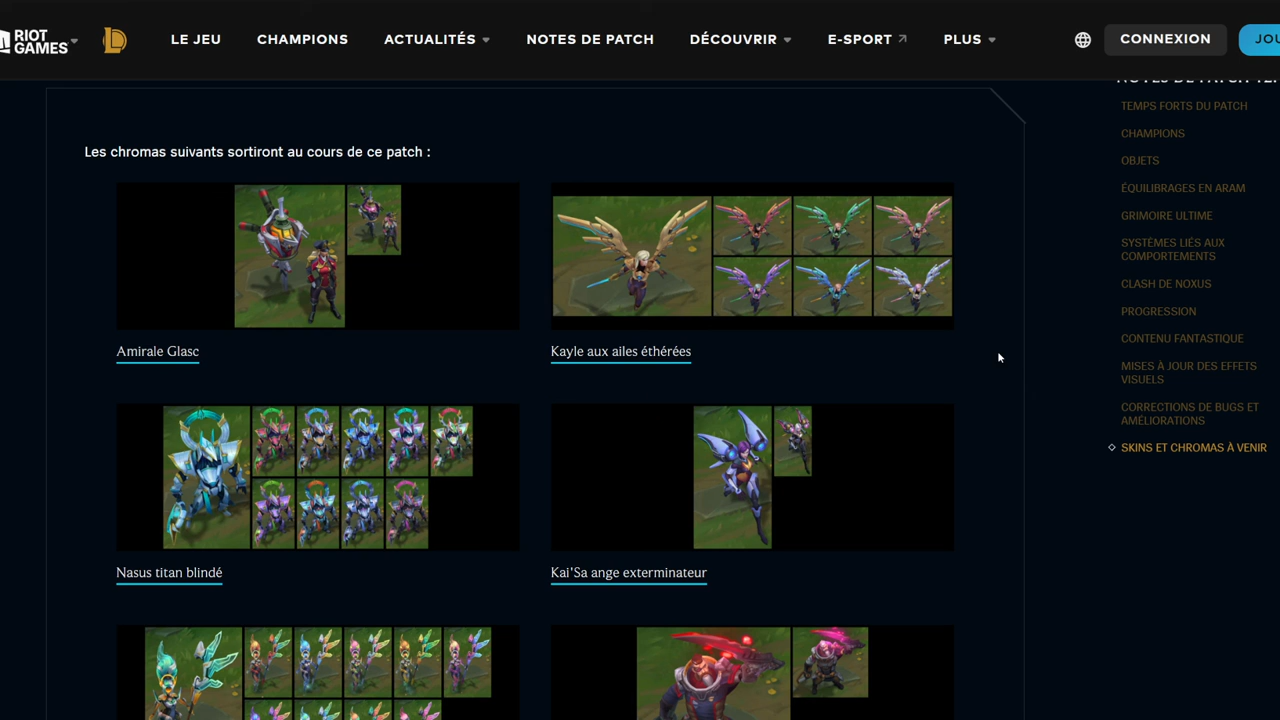 RIOT
GAMES
LE JEU
CHAMPIONS
ACTUALITÉS
NOTES DE PATCH
DÉCOUVRIR
E-SPORT
PLUS
CONNEXION
JOU
TEMPS FORTS DU PATCH
CHAMPIONS
OBJETS
ÉQUILIBRAGES EN ARAM
GRIMOIRE ULTIME
SYSTÈMES LIÉS AUX
COMPORTEMENTS
CLASH DE NOXUS
PROGRESSION
CONTENU FANTASTIQUE
MISES À JOUR DES EFFETS
VISUELS
CORRECTIONS DE BUGS ET
AMÉLIORATIONS
SKINS ET CHROMAS À VENIR
Les chromas suivants sortiront au cours de ce patch :
Amirale Glasc
Kayle aux ailes éthérées
Nasus titan blindé
Kai'Sa ange exterminateur